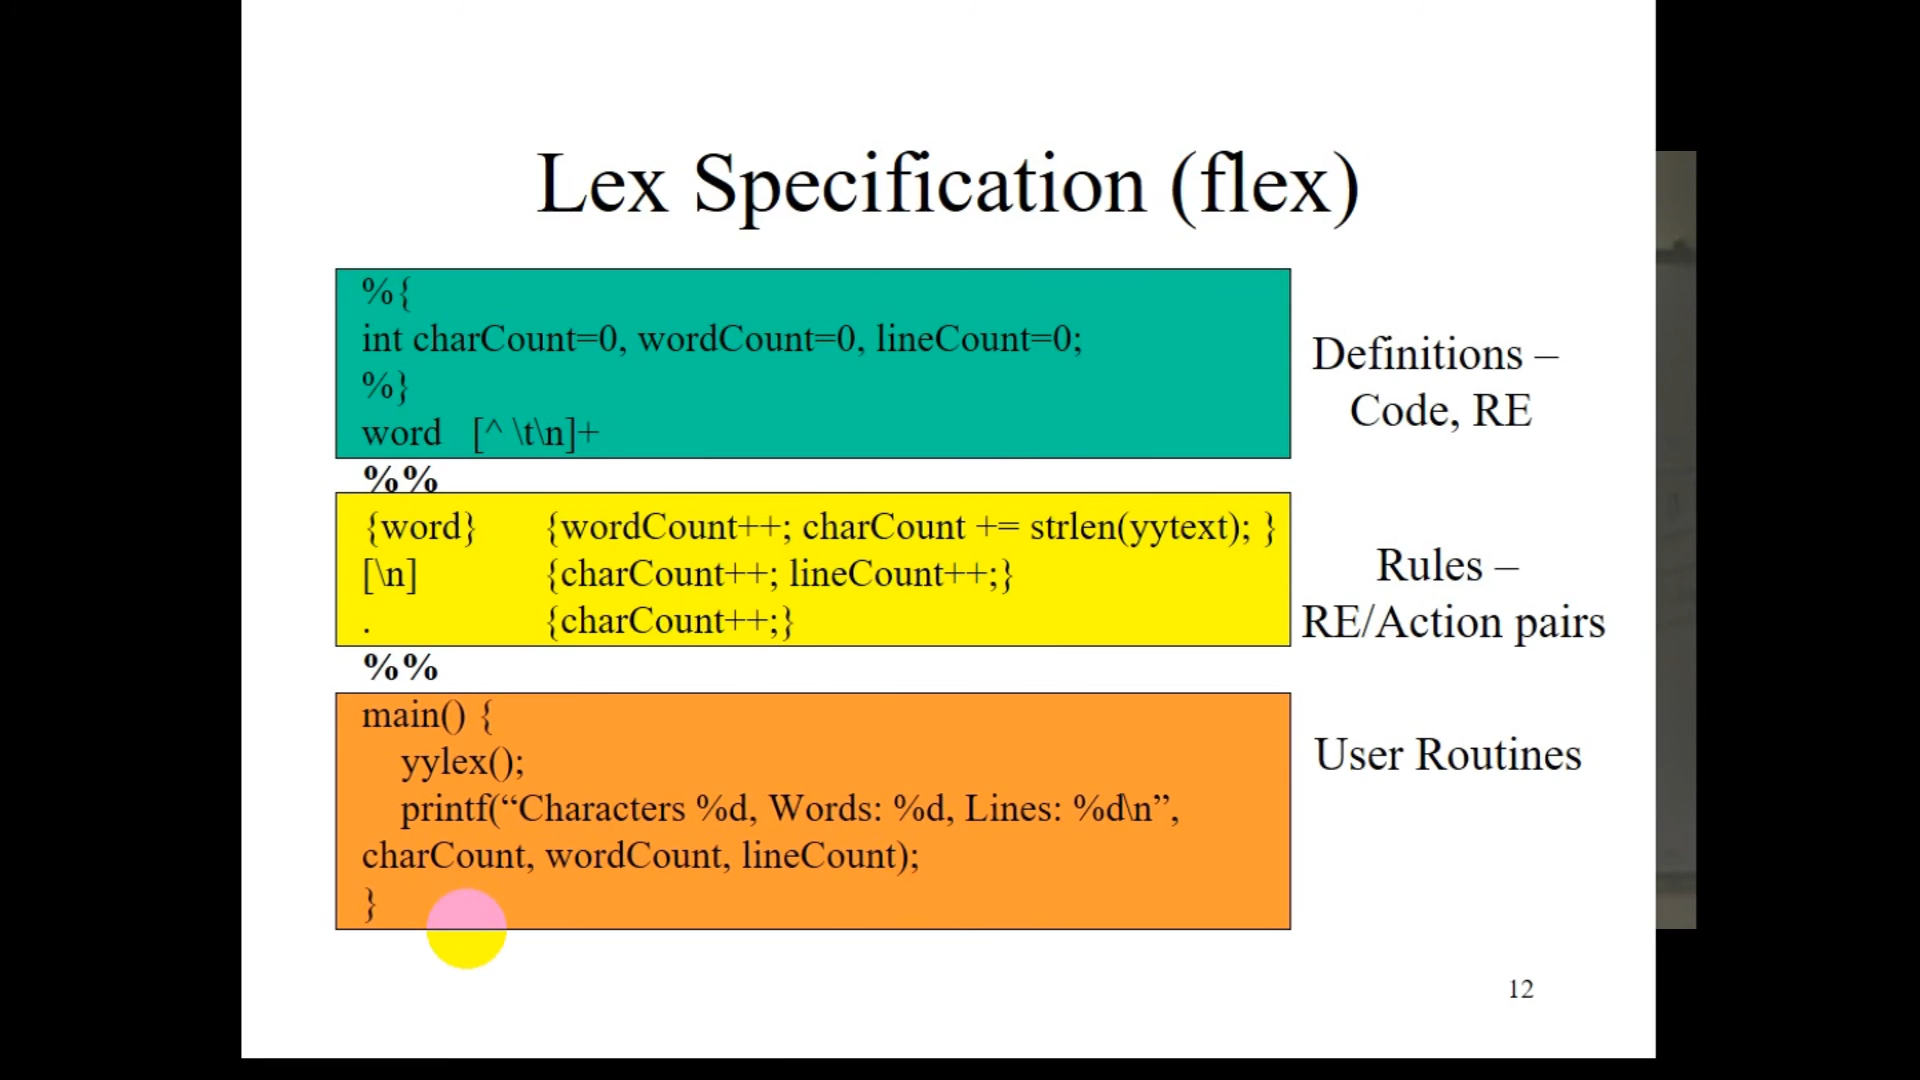 Lex Specification (flex)
%{
int charCount=0, wordCount=0, lineCount=0;
%}
word [^ \t\n]+
Definitions –
Code, RE
%%
{word} {wordCount++; charCount += strlen(yytext); }
[\n] {charCount++; lineCount++;}
. {charCount++;}
Rules –
RE/Action pairs
%%
main() {
yylex();
printf(“Characters %d, Words: %d, Lines: %d\n”,
charCount, wordCount, lineCount);
}
User Routines
12